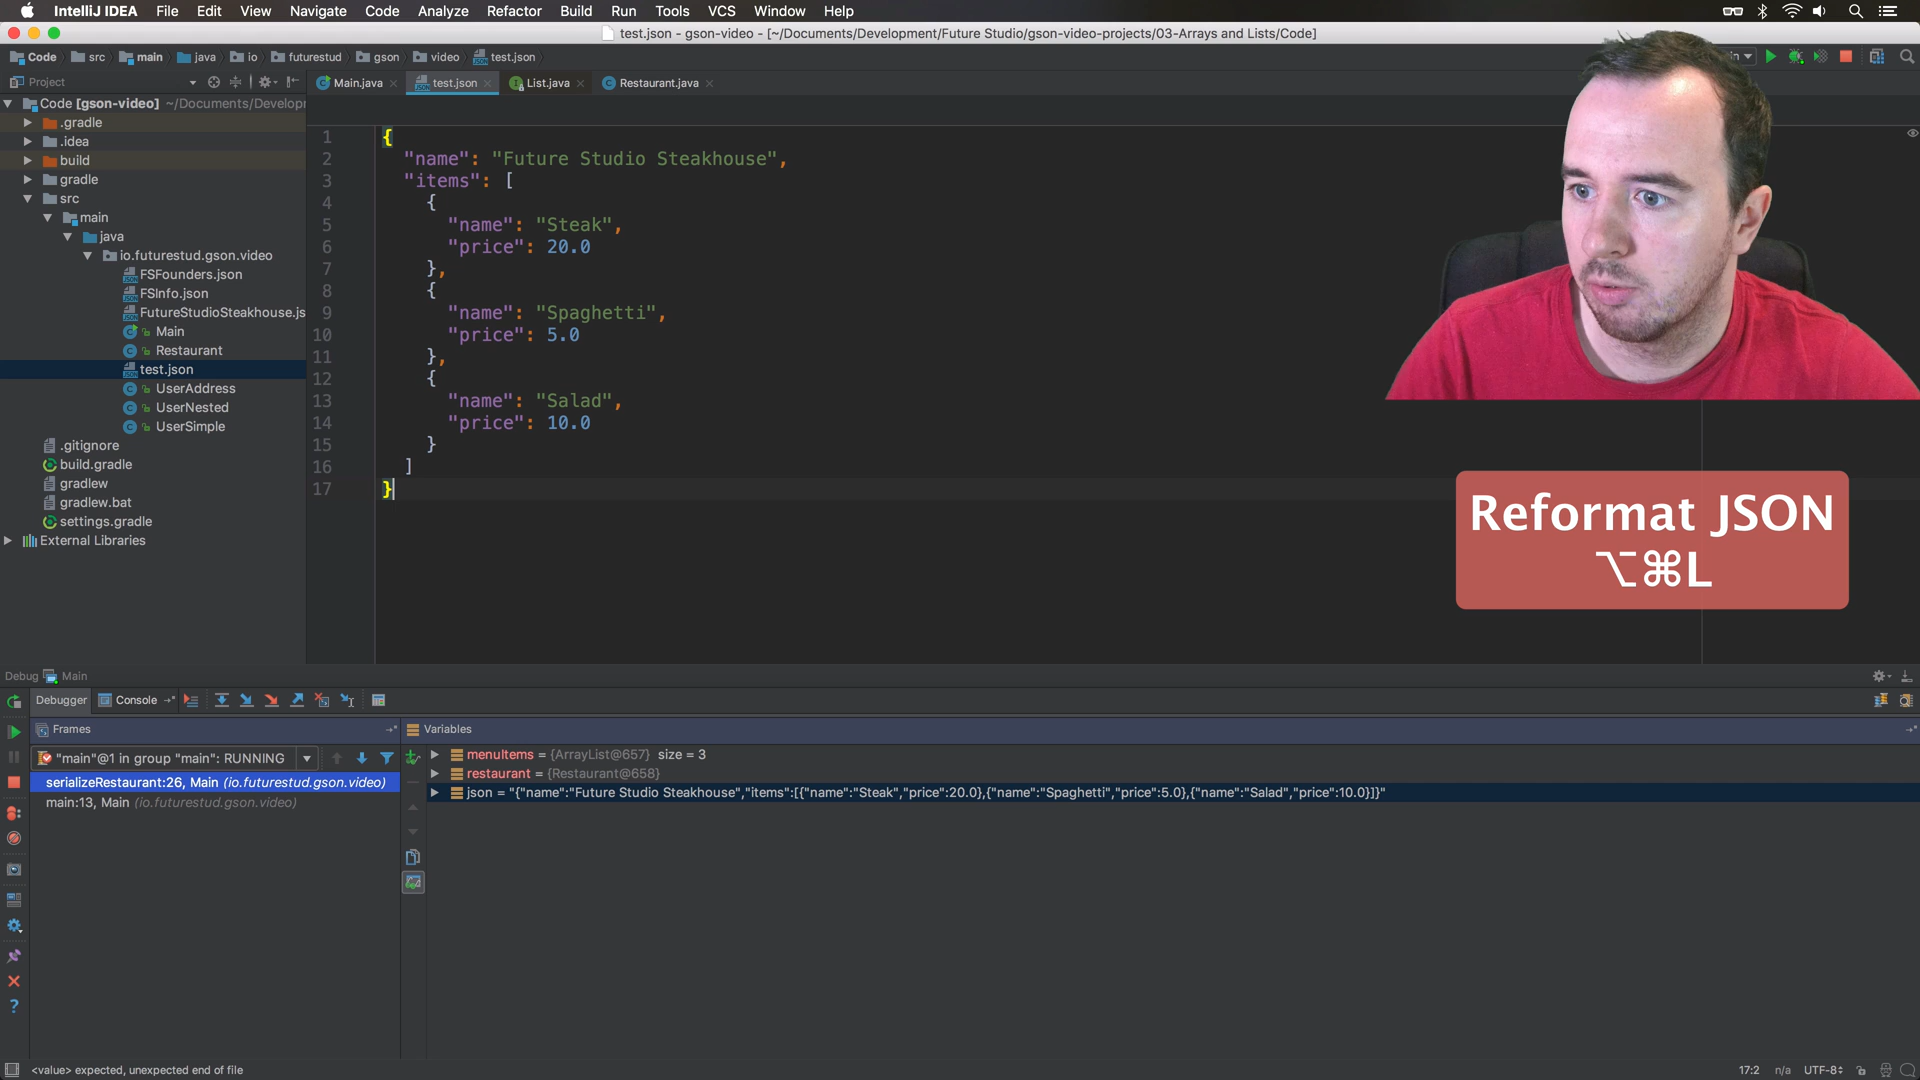 IntelliJ IDEA File Edit View Navigate Code Analyze Refactor Build Run Tools VCS Window Help
test.json - gson-video - [~/Documents/Development/Future Studio/gson-video-projects/03-Arrays and Lists/Code]
Code src main java io futurestud gson video test.json
Project
Main.java test.json List.java Restaurant.java
Code [gson-video] ~/Documents/Develop
.gradle
.idea
build
gradle
src
main
java
io.futurestud.gson.video
FSFounders.json
FSInfo.json
FutureStudioSteakhouse.js
Main
Restaurant
test.json
UserAddress
UserNested
UserSimple
.gitignore
build.gradle
gradlew
gradlew.bat
settings.gradle
External Libraries
1 {
2 "name": "Future Studio Steakhouse",
3 "items": [
4 {
5 "name": "Steak",
6 "price": 20.0
7 },
8 {
9 "name": "Spaghetti",
10 "price": 5.0
11 },
12 {
13 "name": "Salad",
14 "price": 10.0
15 }
16 ]
17 }
Reformat JSON
⌥⌘L
Debug Main
Debugger Console
Frames
Variables
"main"@1 in group "main": RUNNING
serializeRestaurant:26, Main (io.futurestud.gson.video)
main:13, Main (io.futurestud.gson.video)
menuItems = {ArrayList@657} size = 3
restaurant = {Restaurant@658}
json = "{"name":"Future Studio Steakhouse","items":[{"name":"Steak","price":20.0},{"name":"Spaghetti","price":5.0},{"name":"Salad","price":10.0}]}"
<value> expected, unexpected end of file
17:2 n/a UTF-8